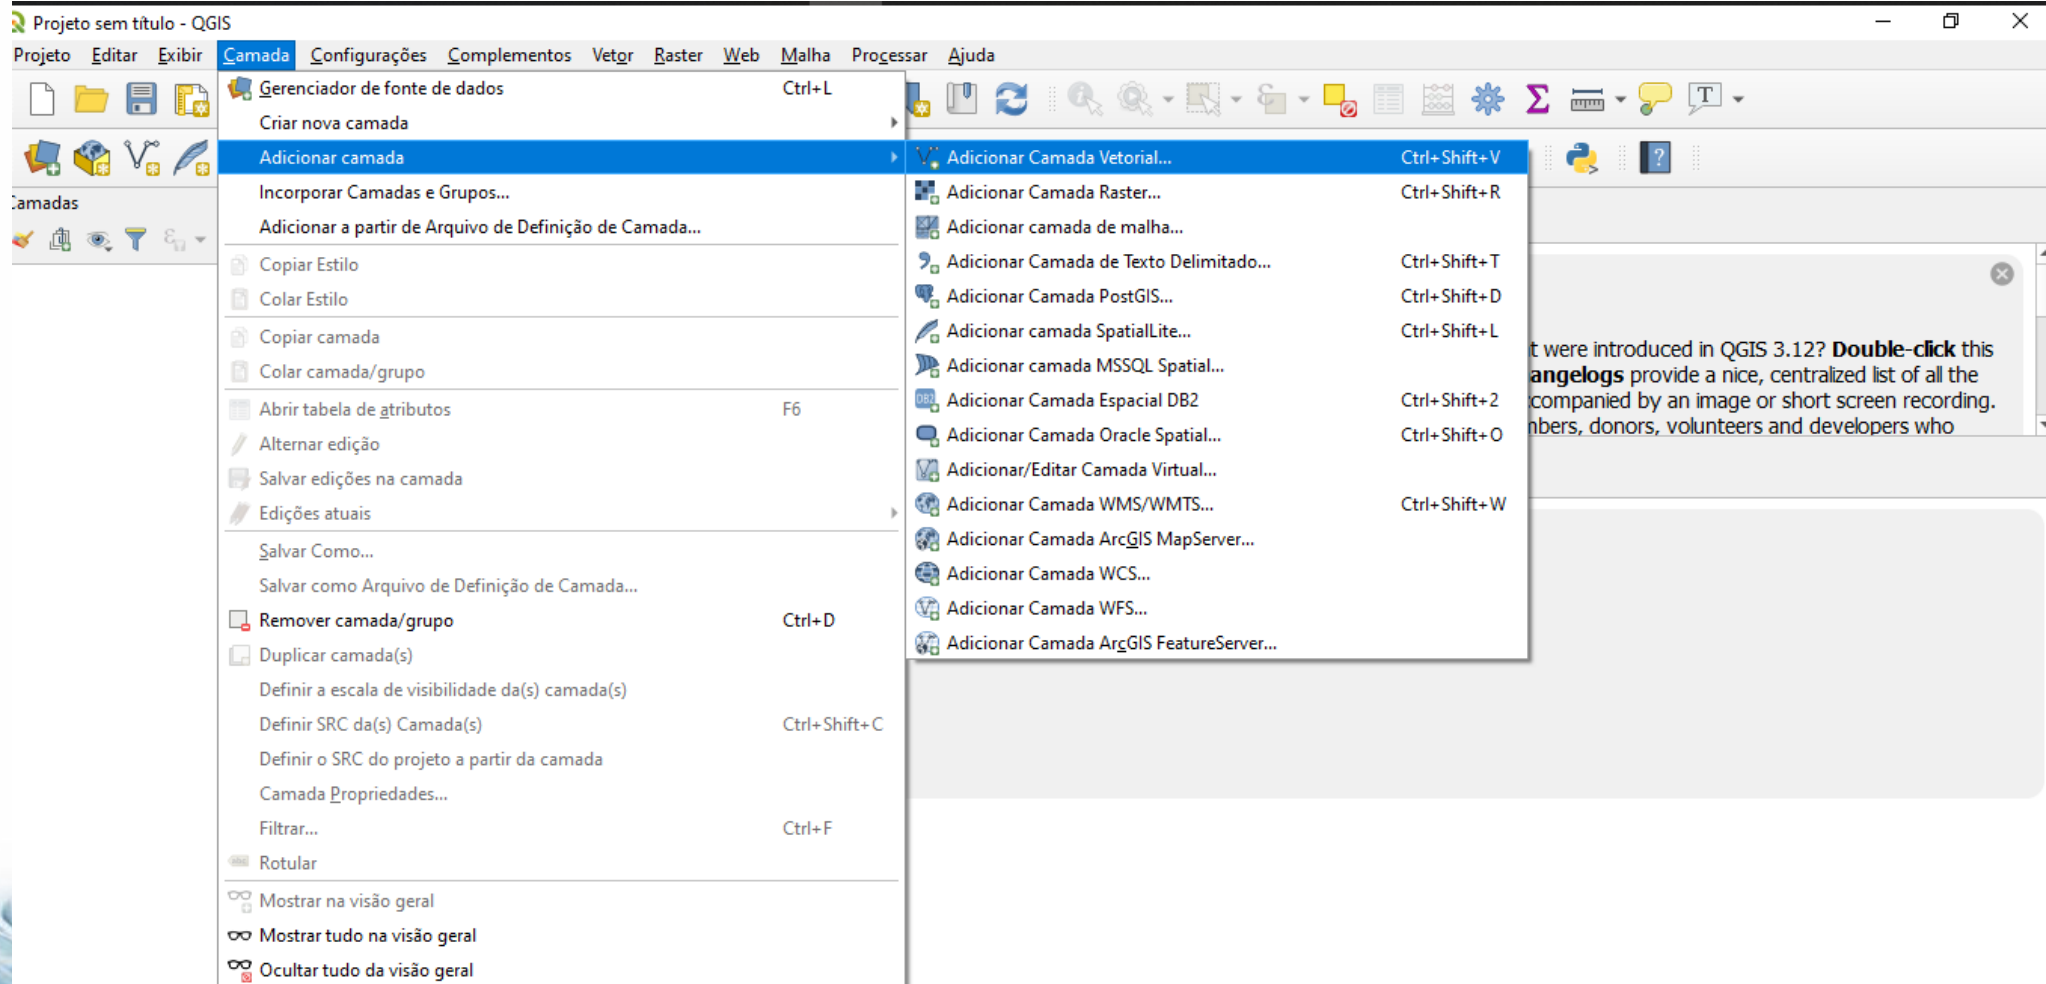 Projeto sem título - QGIS
Projeto Editar Exibir Camada Configurações Complementos Vetor Raster Web Malha Processar Ajuda
Gerenciador de fonte de dados Ctrl+L
Criar nova camada
Adicionar camada
Incorporar Camadas e Grupos...
Adicionar a partir de Arquivo de Definição de Camada...
Copiar Estilo
Colar Estilo
Copiar camada
Colar camada/grupo
Abrir tabela de atributos F6
Alternar edição
Salvar edições na camada
Edições atuais
Salvar Como...
Salvar como Arquivo de Definição de Camada...
Remover camada/grupo Ctrl+D
Duplicar camada(s)
Definir a escala de visibilidade da(s) camada(s)
Definir SRC da(s) Camada(s) Ctrl+Shift+C
Definir o SRC do projeto a partir da camada
Camada Propriedades...
Filtrar... Ctrl+F
Rotular
Mostrar na visão geral
Mostrar tudo na visão geral
Ocultar tudo da visão geral
Adicionar Camada Vetorial... Ctrl+Shift+V
Adicionar Camada Raster... Ctrl+Shift+R
Adicionar camada de malha...
Adicionar Camada de Texto Delimitado... Ctrl+Shift+T
Adicionar Camada PostGIS... Ctrl+Shift+D
Adicionar camada SpatialLite... Ctrl+Shift+L
Adicionar camada MSSQL Spatial...
Adicionar Camada Espacial DB2 Ctrl+Shift+2
Adicionar Camada Oracle Spatial... Ctrl+Shift+O
Adicionar/Editar Camada Virtual...
Adicionar Camada WMS/WMTS... Ctrl+Shift+W
Adicionar Camada ArcGIS MapServer...
Adicionar Camada WCS...
Adicionar Camada WFS...
Adicionar Camada ArcGIS FeatureServer...
amadas
t were introduced in QGIS 3.12? Double-click this
angelogs provide a nice, centralized list of all the
companied by an image or short screen recording.
nbers, donors, volunteers and developers who